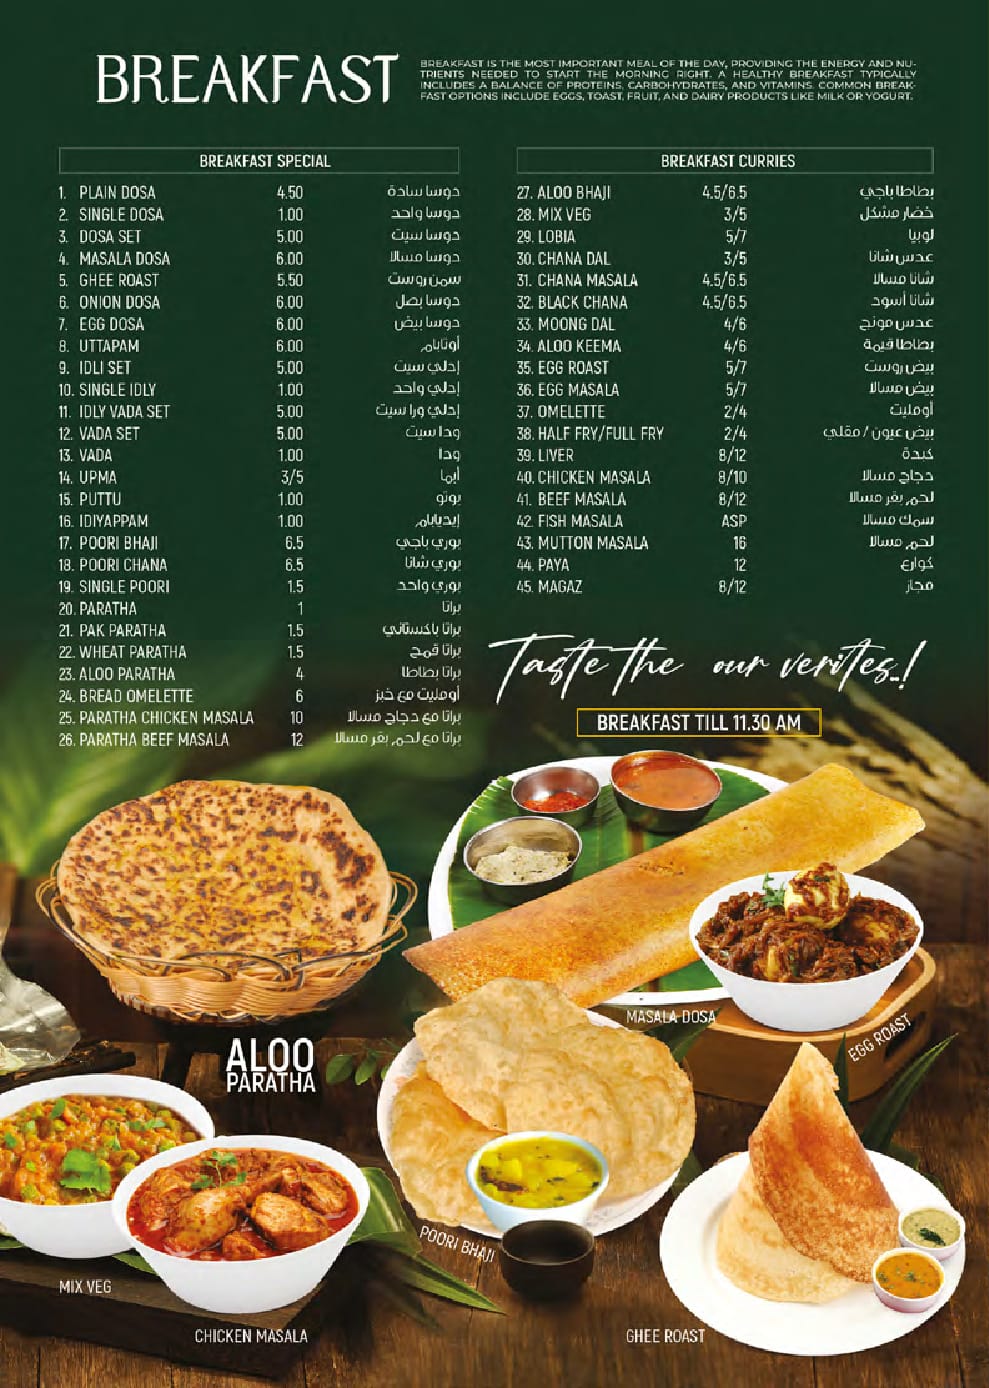 BREAKFAST
BREAKFAST IS THE MOST IMPORTANT MEAL OF THE DAY, PROVIDING THE ENERGY AND NU-
TRIENTS NEEDED TO START THE MORNING RIGHT. A HEALTHY BREAKFAST TYPICALLY
INCLUDES A BALANCE OF PROTEINS, CARBOHYDRATES, AND VITAMINS. COMMON BREAK-
FAST OPTIONS INCLUDE EGGS, TOAST, FRUIT, AND DAIRY PRODUCTS LIKE MILK OR YOGURT.
BREAKFAST SPECIAL
1. PLAIN DOSA 4.50 دوسا سادة
2. SINGLE DOSA 1.00 دوسا واحد
3. DOSA SET 5.00 دوسا سيت
4. MASALA DOSA 6.00 دوسا مسالا
5. GHEE ROAST 5.50 سمن روست
6. ONION DOSA 6.00 دوسا بصل
7. EGG DOSA 6.00 دوسا بيض
8. UTTAPAM 6.00 أوتابام
9. IDLI SET 5.00 إدلي سيت
10. SINGLE IDLY 1.00 إدلي واحد
11. IDLY VADA SET 5.00 إدلي ورا سيت
12. VADA SET 5.00 ودا سيت
13. VADA 1.00 ودا
14. UPMA 3/5 أبما
15. PUTTU 1.00 بوتو
16. IDIYAPPAM 1.00 إيديابام
17. POORI BHAJI 6.5 بوري باجي
18. POORI CHANA 6.5 بوري شانا
19. SINGLE POORI 1.5 بوري واحد
20. PARATHA 1 براتا
21. PAK PARATHA 1.5 براتا باكستاني
22. WHEAT PARATHA 1.5 براتا قمح
23. ALOO PARATHA 4 براتا بطاطا
24. BREAD OMELETTE 6 أومليت مع خبز
25. PARATHA CHICKEN MASALA 10 براتا مع دجاج مسالا
26. PARATHA BEEF MASALA 12 براتا مع لحم بقر مسالا
BREAKFAST CURRIES
27. ALOO BHAJI 4.5/6.5 بطاطا باجي
28. MIX VEG 3/5 خضار مشكل
29. LOBIA 5/7 لوبيا
30. CHANA DAL 3/5 عدس شانا
31. CHANA MASALA 4.5/6.5 شانا مسالا
32. BLACK CHANA 4.5/6.5 شانا أسود
33. MOONG DAL 4/6 عدس مونج
34. ALOO KEEMA 4/6 بطاطا قيمة
35. EGG ROAST 5/7 بيض روست
36. EGG MASALA 5/7 بيض مسالا
37. OMELETTE 2/4 أومليت
38. HALF FRY/FULL FRY 2/4 بيض عيون / مقلي
39. LIVER 8/12 كبدة
40. CHICKEN MASALA 8/10 دجاج مسالا
41. BEEF MASALA 8/12 لحم بقر مسالا
42. FISH MASALA ASP سمك مسالا
43. MUTTON MASALA 16 لحم مسالا
44. PAYA 12 كوارع
45. MAGAZ 8/12 مجاز
Taste the our verites..!
BREAKFAST TILL 11.30 AM
MASALA DOSA
EGG ROAST
ALOO
PARATHA
POORI BHAJI
MIX VEG
CHICKEN MASALA
GHEE ROAST